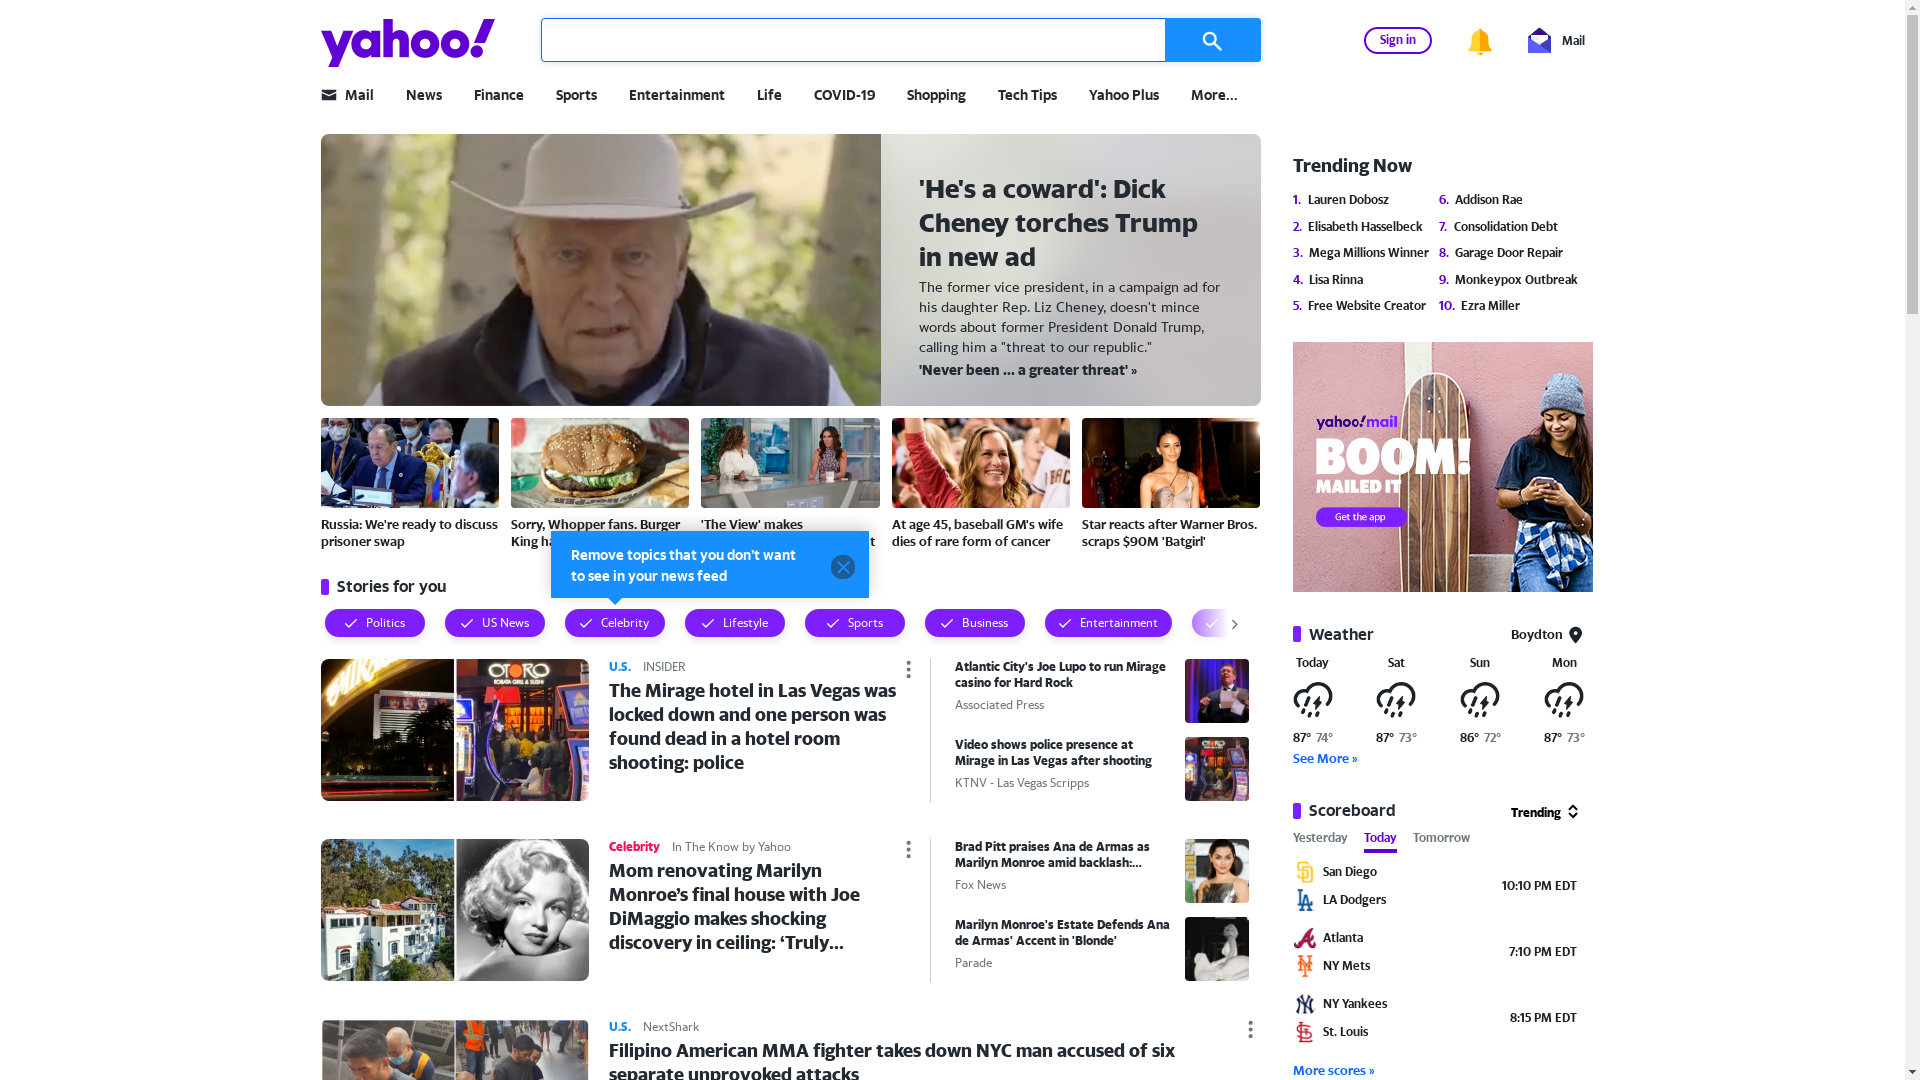 yahoo!
Sign in
Mail
Mail
News
Finance
Sports
Entertainment
Life
COVID-19
Shopping
Tech Tips
Yahoo Plus
More...
'He's a coward': Dick
Cheney torches Trump
in new ad
The former vice president, in a campaign ad for
his daughter Rep. Liz Cheney, doesn't mince
words about former President Donald Trump,
calling him a "threat to our republic."
'Never been ... a greater threat' »
Russia: We're ready to discuss
prisoner swap
Sorry, Whopper fans. Burger
King
'The View' makes
At age 45, baseball GM's wife
dies of rare form of cancer
Star reacts after Warner Bros.
scraps $90M 'Batgirl'
Remove topics that you don't want
to see in your news feed
Stories for you
Politics
US News
Celebrity
Lifestyle
Sports
Business
Entertainment
U.S. INSIDER
The Mirage hotel in Las Vegas was
locked down and one person was
found dead in a hotel room
shooting: police
OTORO
ROBATA GRILL & SUSHI
Atlantic City's Joe Lupo to run Mirage
casino for Hard Rock
Associated Press
Video shows police presence at
Mirage in Las Vegas after shooting
KTNV - Las Vegas Scripps
Celebrity In The Know by Yahoo
Mom renovating Marilyn
Monroe’s final house with Joe
DiMaggio makes shocking
discovery in ceiling: ‘Truly...
Brad Pitt praises Ana de Armas as
Marilyn Monroe amid backlash:...
Fox News
Marilyn Monroe's Estate Defends Ana
de Armas' Accent in 'Blonde'
Parade
U.S. NextShark
Filipino American MMA fighter takes down NYC man accused of six
separate unprovoked attacks
Trending Now
1. Lauren Dobosz
2. Elisabeth Hasselbeck
3. Mega Millions Winner
4. Lisa Rinna
5. Free Website Creator
6. Addison Rae
7. Consolidation Debt
8. Garage Door Repair
9. Monkeypox Outbreak
10. Ezra Miller
yahoo!mail
BOOM!
MAILED IT
Get the app
Weather
Boydton
Today Sat Sun Mon
87° 74° 87° 73° 86° 72° 87° 73°
See More »
Scoreboard
Trending
Yesterday Today Tomorrow
San Diego
LA Dodgers
10:10 PM EDT
Atlanta
NY Mets
7:10 PM EDT
NY Yankees
St. Louis
8:15 PM EDT
More scores »